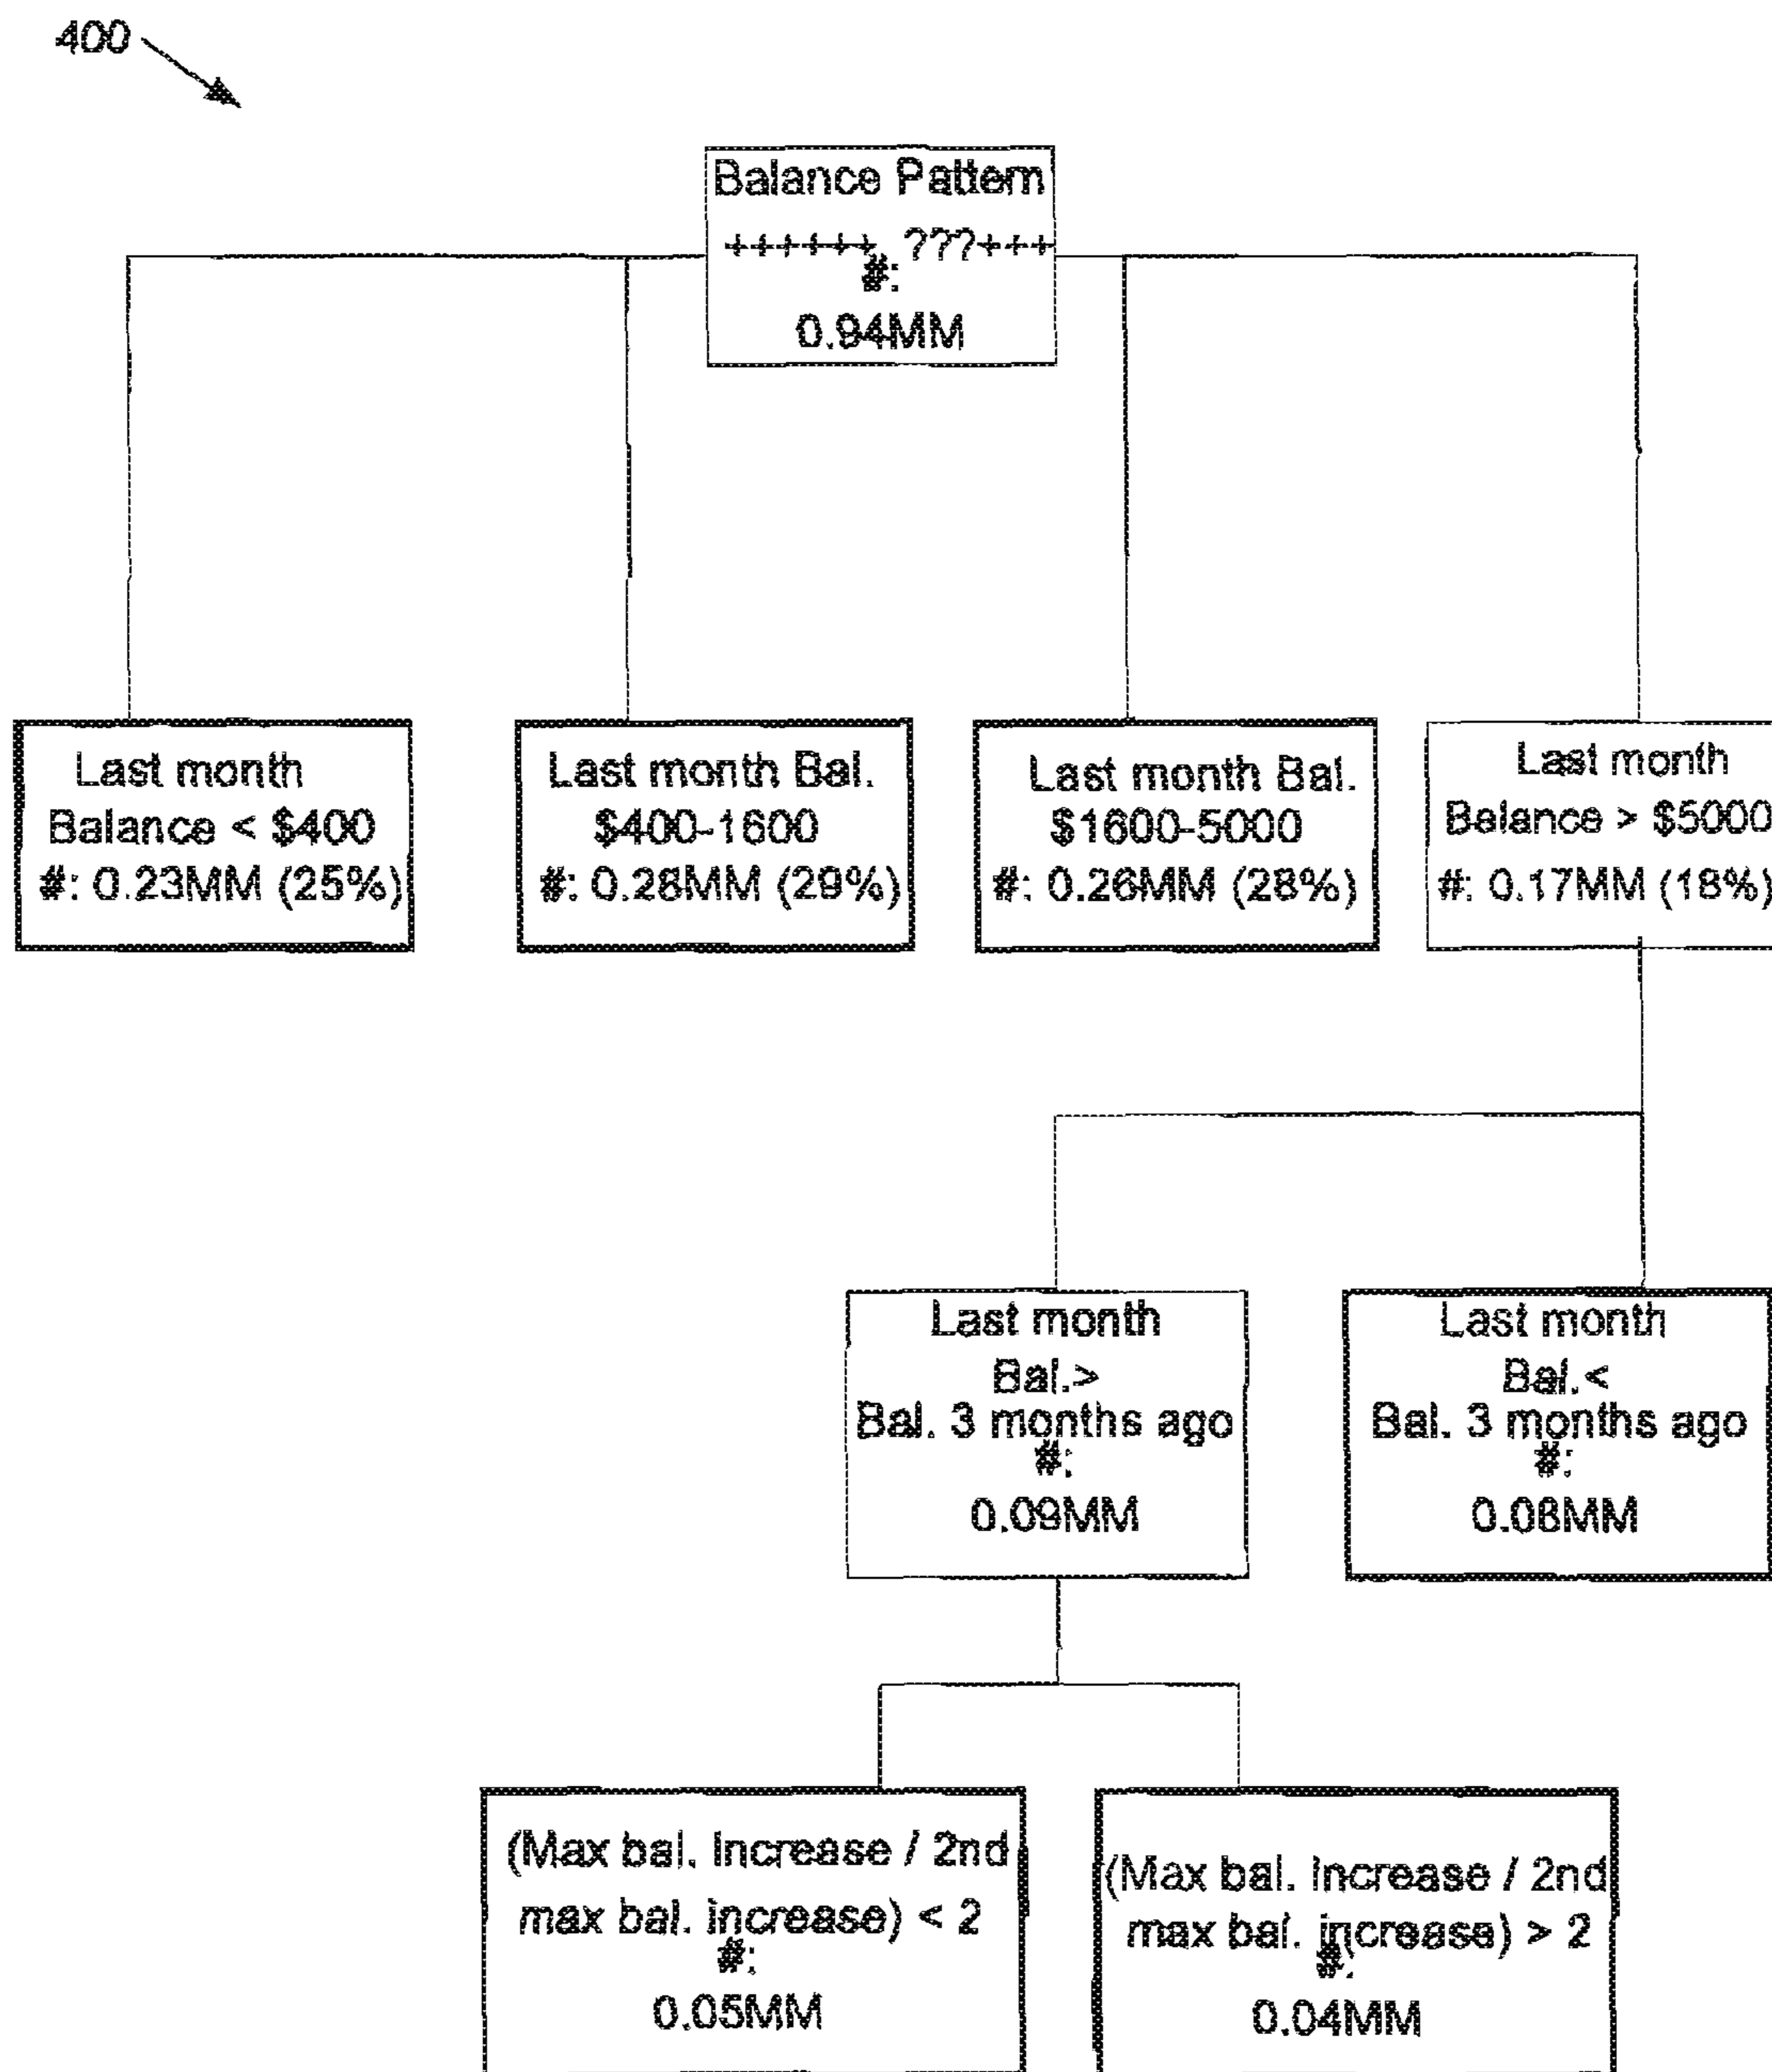 400
Balance Pattern
++++++, ???+++
#:
0.94MM
Last month
Balance < $400
#: 0.23MM (25%)
Last month Bal.
$400-1600
#: 0.28MM (29%)
Last month Bal.
$1600-5000
#: 0.26MM (28%)
Last month
Balance > $5000
#: 0.17MM (18%)
Last month
Bal.>
Bal. 3 months ago
#:
0.09MM
Last month
Bal.<
Bal. 3 months ago
#:
0.08MM
(Max bal. Increase / 2nd
max bal. increase) < 2
#:
0.05MM
(Max bal. Increase / 2nd
max bal. increase) > 2
#:
0.04MM